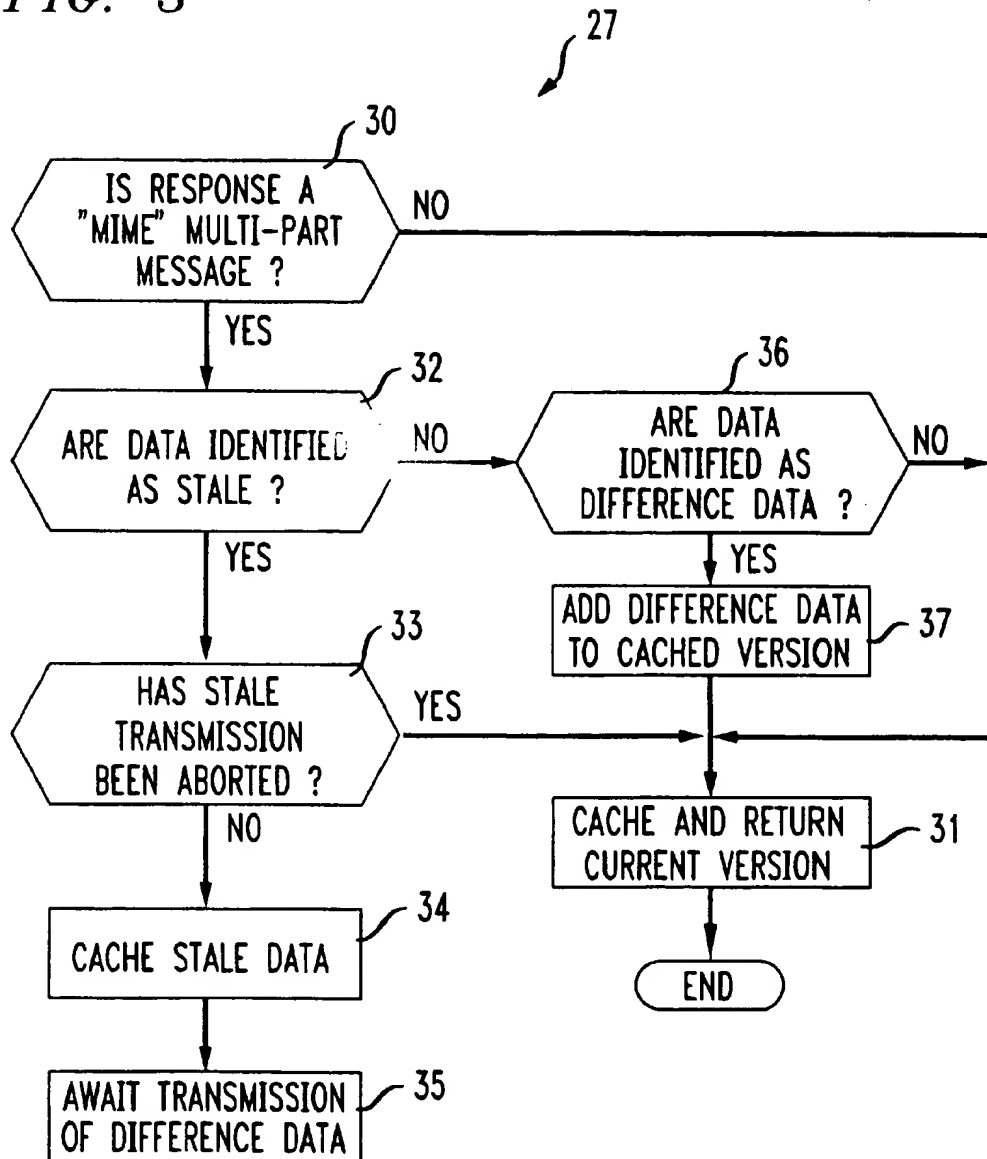 FIG. 3
27
30
IS RESPONSE A
"MIME" MULTI-PART
MESSAGE ?
NO
YES
32
ARE DATA IDENTIFIED
AS STALE ?
NO
YES
36
ARE DATA
IDENTIFIED AS
DIFFERENCE DATA ?
NO
YES
ADD DIFFERENCE DATA
TO CACHED VERSION
37
33
HAS STALE
TRANSMISSION
BEEN ABORTED ?
YES
NO
CACHE AND RETURN
CURRENT VERSION
31
END
34
CACHE STALE DATA
35
AWAIT TRANSMISSION
OF DIFFERENCE DATA